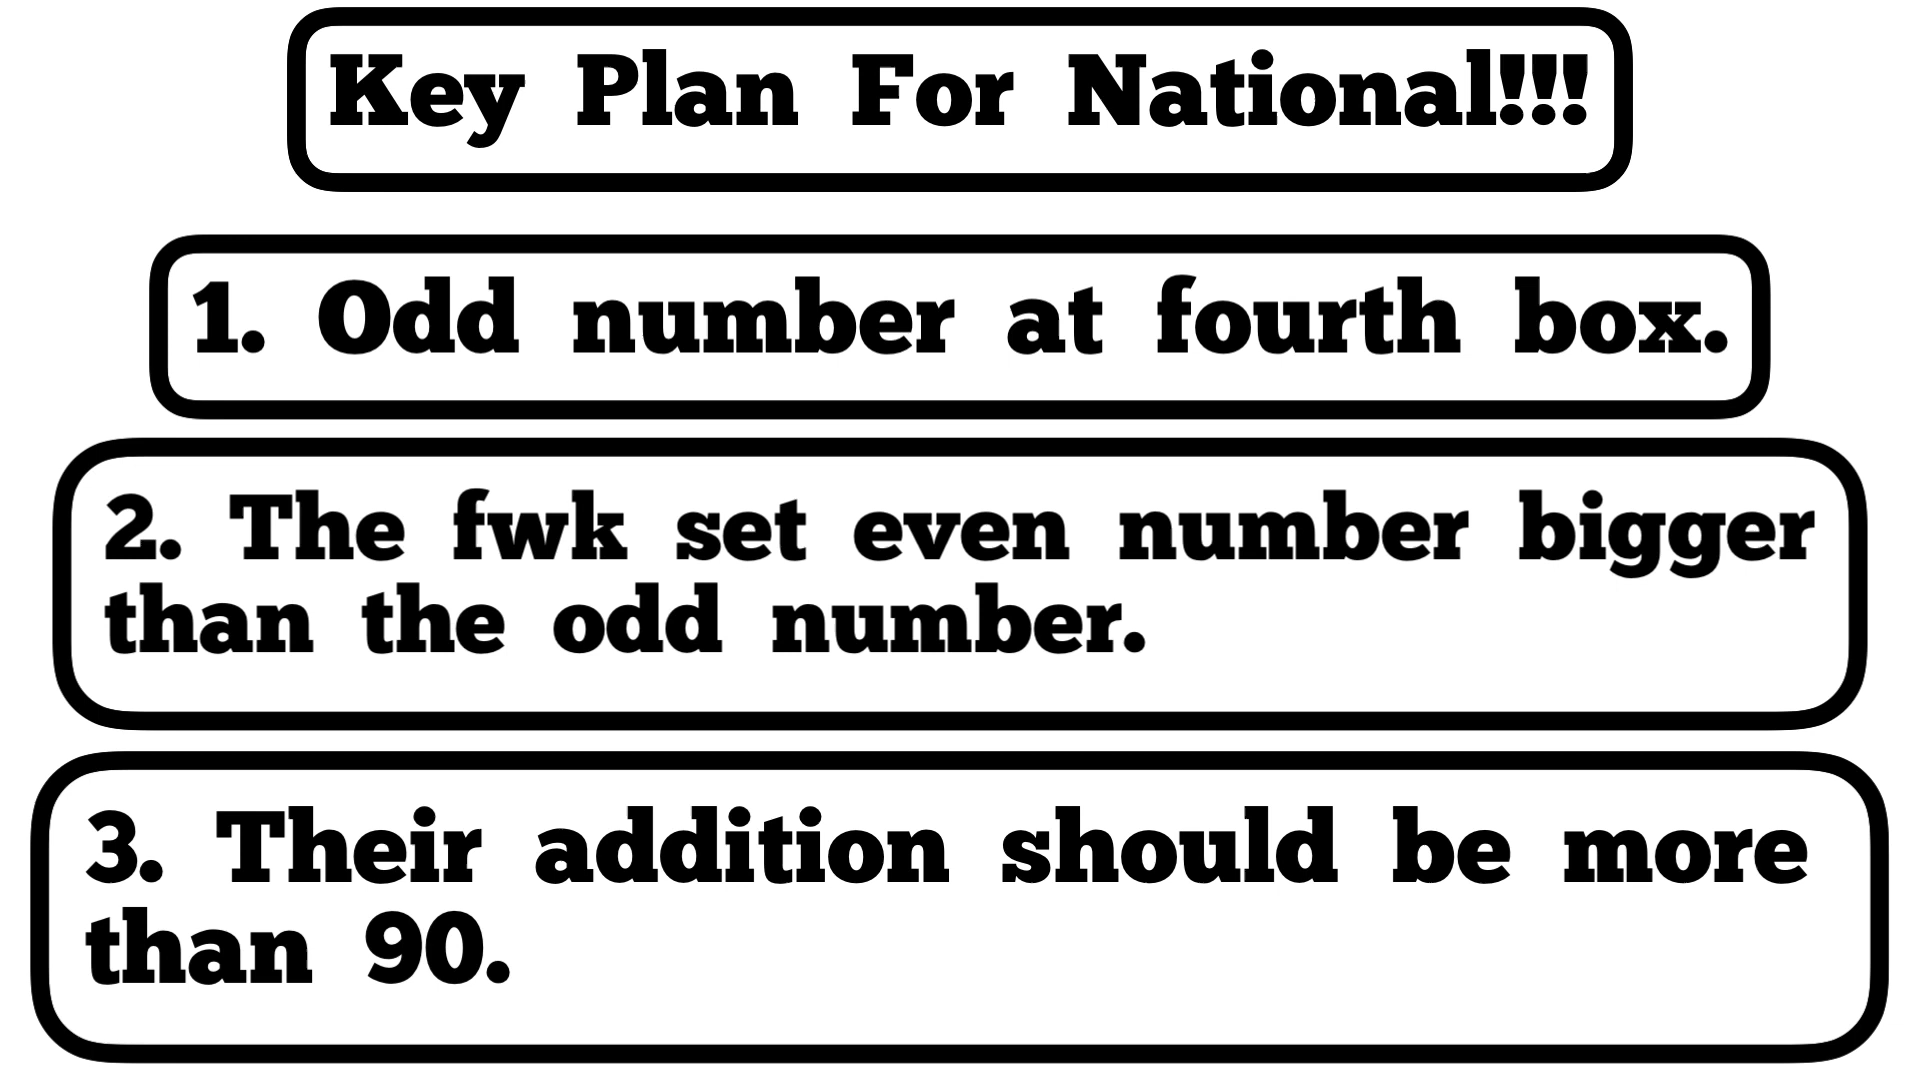 Key Plan For National!!!
1. Odd number at fourth box.
2. The fwk set even number bigger
than the odd number.
3. Their addition should be more
than 90.